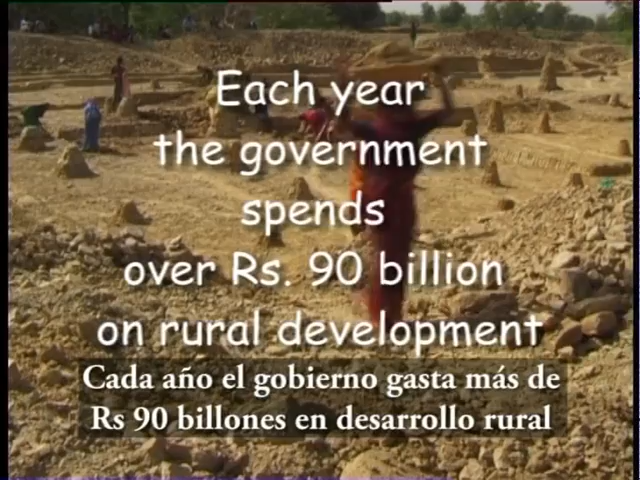 Each year
the government
spends
over Rs. 90 billion
on rural development
Cada año el gobierno gasta más de
Rs 90 billones en desarrollo rural